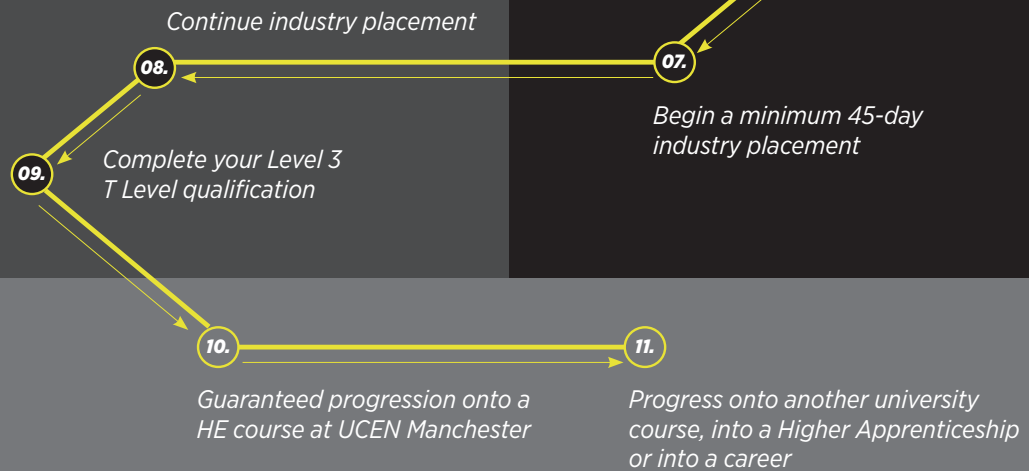 Continue industry placement
08.
07.
Begin a minimum 45-day
industry placement
09.
Complete your Level 3
T Level qualification
10.
11.
Guaranteed progression onto a
HE course at UCEN Manchester
Progress onto another university
course, into a Higher Apprenticeship
or into a career